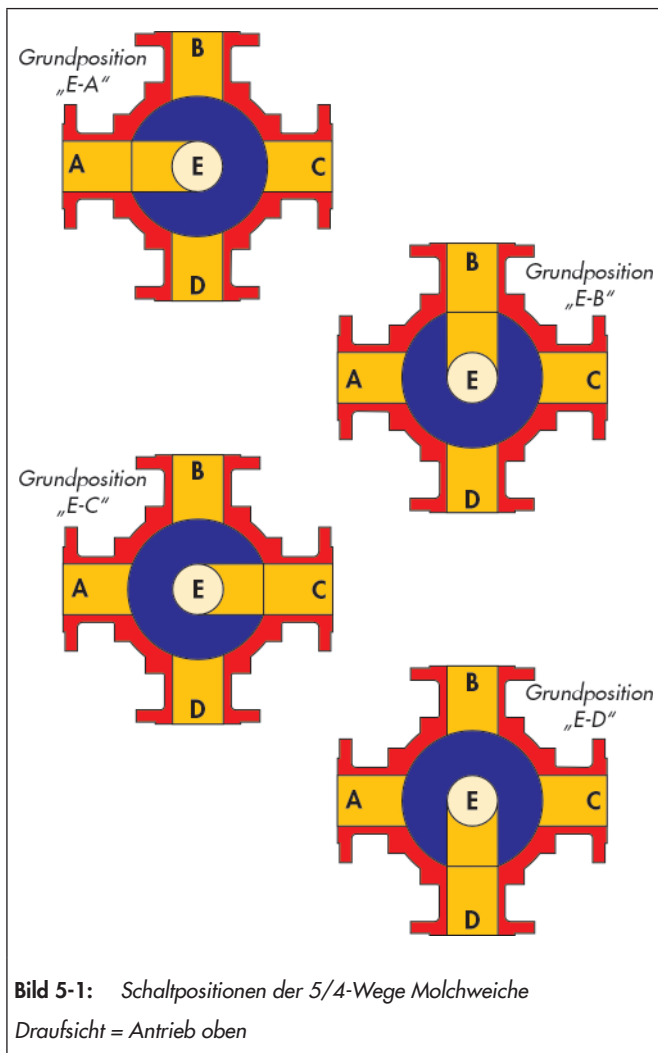 Grundposition
„E-A“
B
A
E
C
D
Grundposition
„E-B“
B
A
E
C
D
Grundposition
„E-C“
B
A
E
C
D
Grundposition
„E-D“
B
A
E
C
D
Bild 5-1: Schaltpositionen der 5/4-Wege Molchweiche
Draufsicht = Antrieb oben